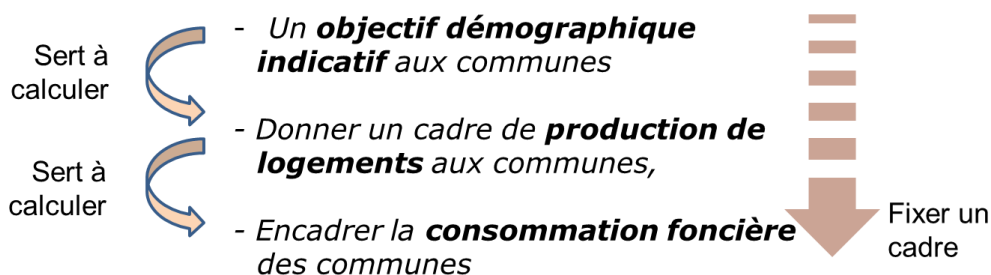 Sert à
calculer
- Un objectif démographique
indicatif aux communes
Sert à
calculer
- Donner un cadre de production de
logements aux communes,
- Encadrer la consommation foncière
des communes
Fixer un
cadre